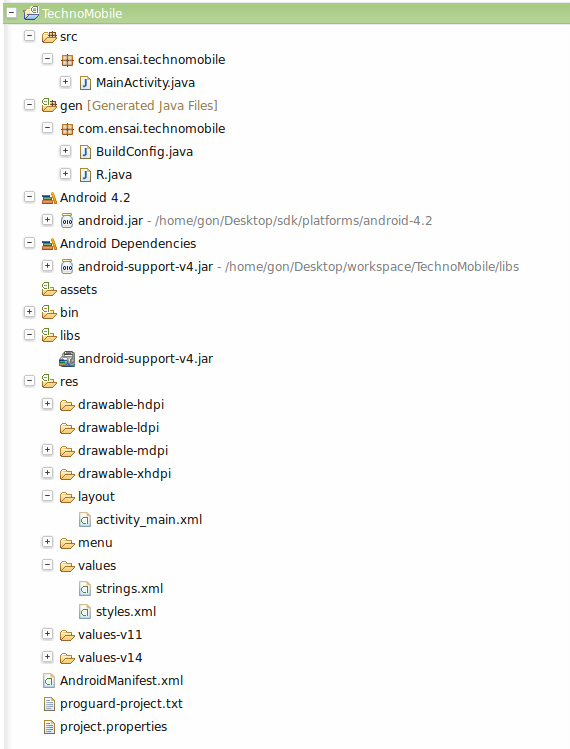 TechnoMobile
src
com.ensai.technomobile
MainActivity.java
gen [Generated Java Files]
com.ensai.technomobile
BuildConfig.java
R.java
Android 4.2
android.jar - /home/gon/Desktop/sdk/platforms/android-4.2
Android Dependencies
android-support-v4.jar - /home/gon/Desktop/workspace/TechnoMobile/libs
assets
bin
libs
android-support-v4.jar
res
drawable-hdpi
drawable-ldpi
drawable-mdpi
drawable-xhdpi
layout
activity_main.xml
menu
values
strings.xml
styles.xml
values-v11
values-v14
AndroidManifest.xml
proguard-project.txt
project.properties